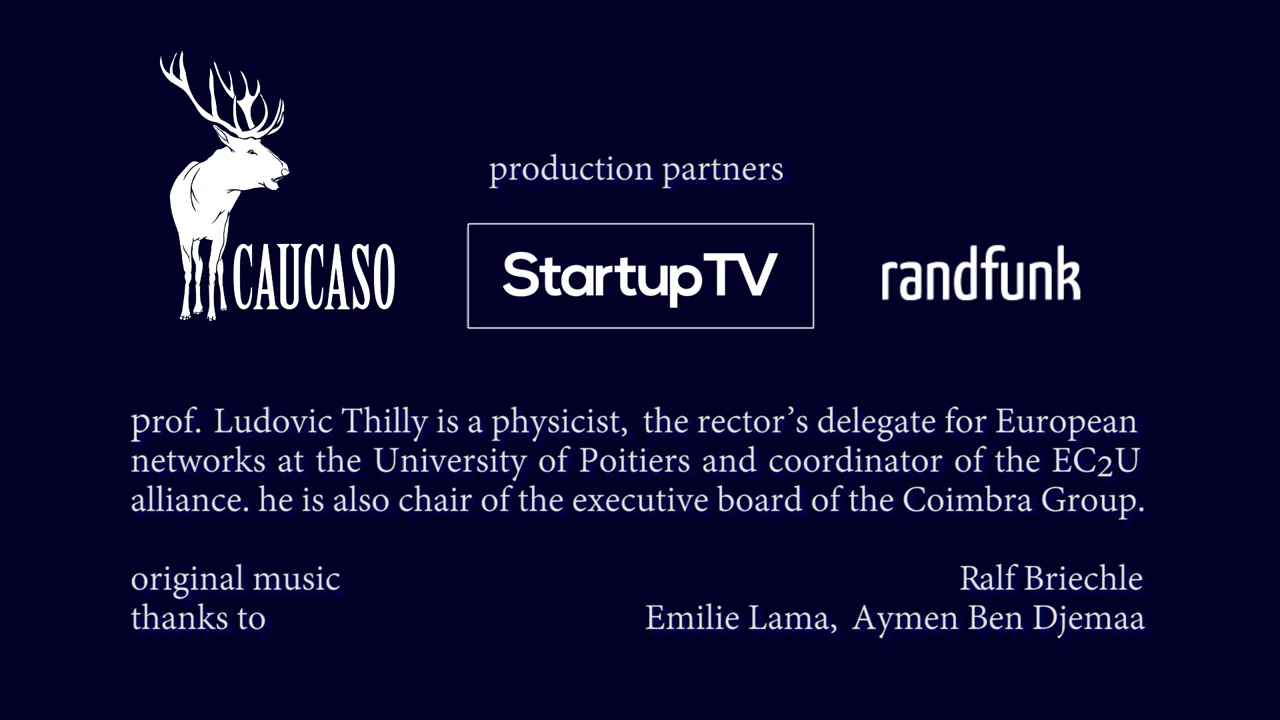 production partners
CAUCASO
StartupTV
randfunk
prof. Ludovic Thilly is a physicist, the rector’s delegate for European
networks at the University of Poitiers and coordinator of the EC2U
alliance. he is also chair of the executive board of the Coimbra Group.
original music Ralf Briechle
thanks to Emilie Lama, Aymen Ben Djemaa